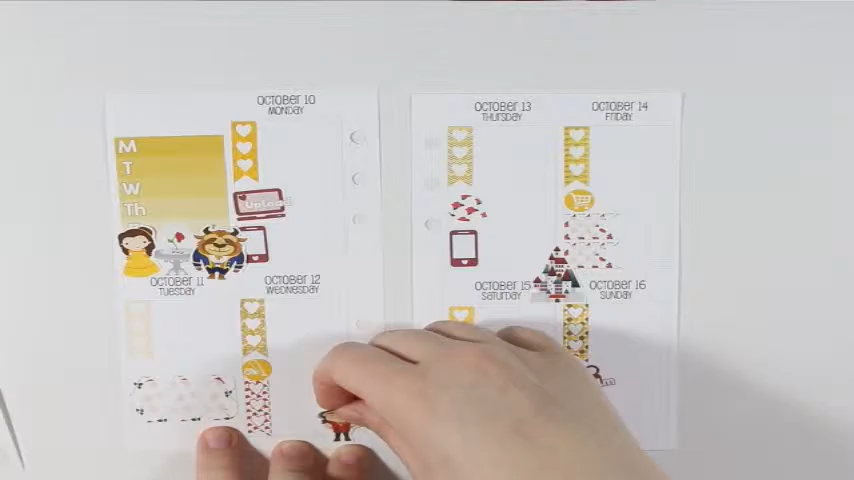 OCTOBER 10
MONDAY
M
T
W
Th
Upload
OCTOBER 11
TUESDAY
OCTOBER 12
WEDNESDAY
OCTOBER 13
THURSDAY
OCTOBER 14
FRIDAY
OCTOBER 15
SATURDAY
OCTOBER 16
SUNDAY